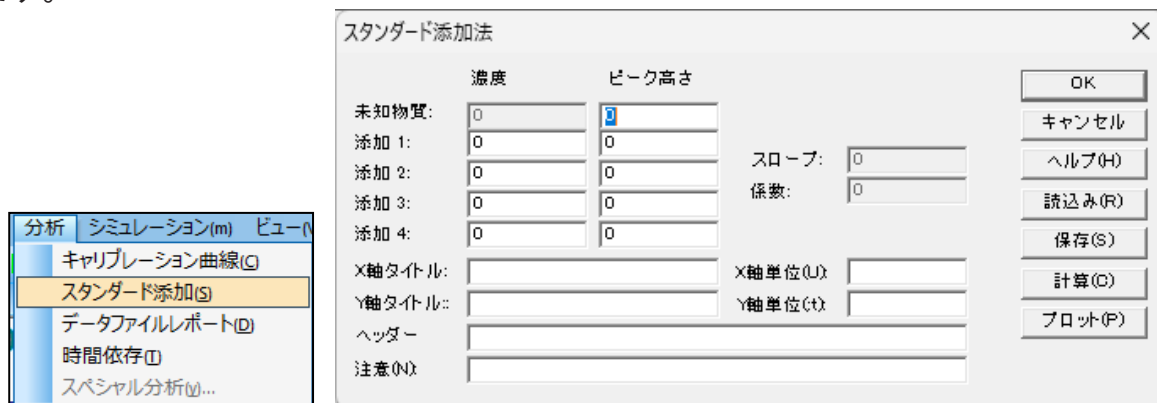 す。
分析 シミュレーション(m) ビュー(V
キャリブレーション曲線(C)
スタンダード添加(S)
データファイルレポート(D)
時間依存(T)
スペシャル分析(v)...
スタンダード添加法
濃度 ピーク高さ
未知物質: 0 0
添加 1: 0 0
添加 2: 0 0
添加 3: 0 0
添加 4: 0 0
スロープ: 0
係数: 0
X軸タイトル: X軸単位(U):
Y軸タイトル:: Y軸単位(t):
ヘッダー
注意(N):
OK
キャンセル
ヘルプ(H)
読込み(R)
保存(S)
計算(C)
プロット(P)